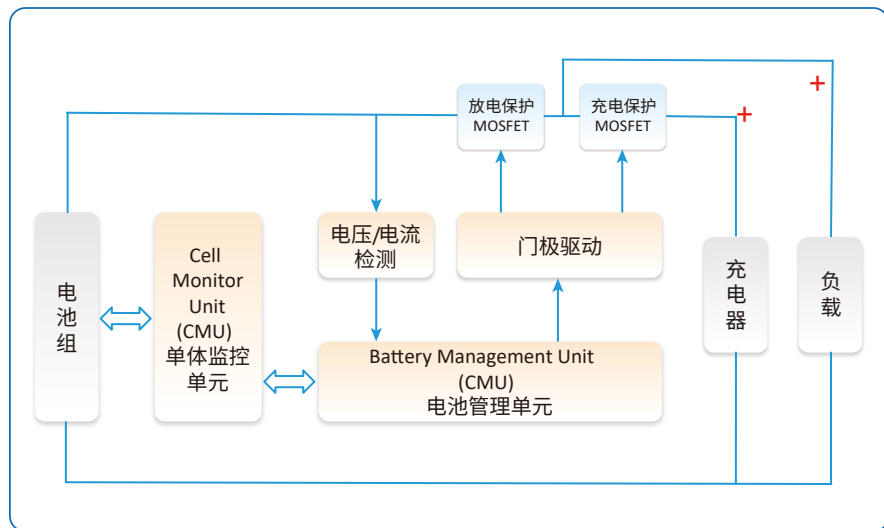 放电保护
MOSFET
充电保护
MOSFET
+
+
电池组
Cell
Monitor
Unit
(CMU)
单体监控
单元
电压/电流
检测
门极驱动
Battery Management Unit
(CMU)
电池管理单元
充电器
负载